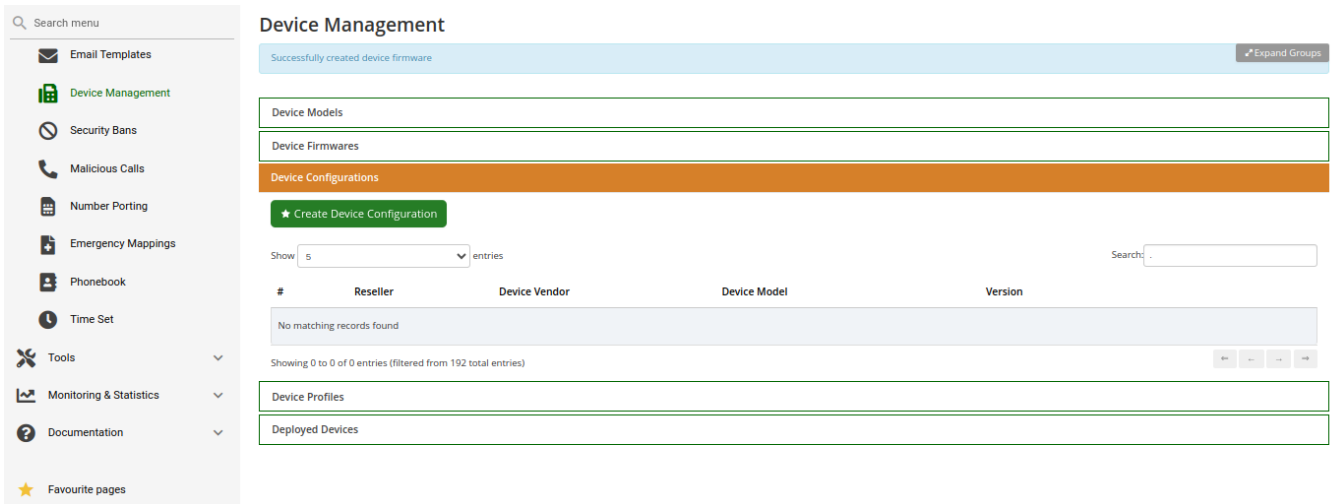 Search menu
Email Templates
Device Management
Security Bans
Malicious Calls
Number Porting
Emergency Mappings
Phonebook
Time Set
Tools
Monitoring & Statistics
Documentation
Favourite pages
Device Management
Successfully created device firmware
Expand Groups
Device Models
Device Firmwares
Device Configurations
Create Device Configuration
Show 5 entries
Search: .
# Reseller Device Vendor Device Model Version
No matching records found
Showing 0 to 0 of 0 entries (filtered from 192 total entries)
⇐ ← → ⇒
Device Profiles
Deployed Devices